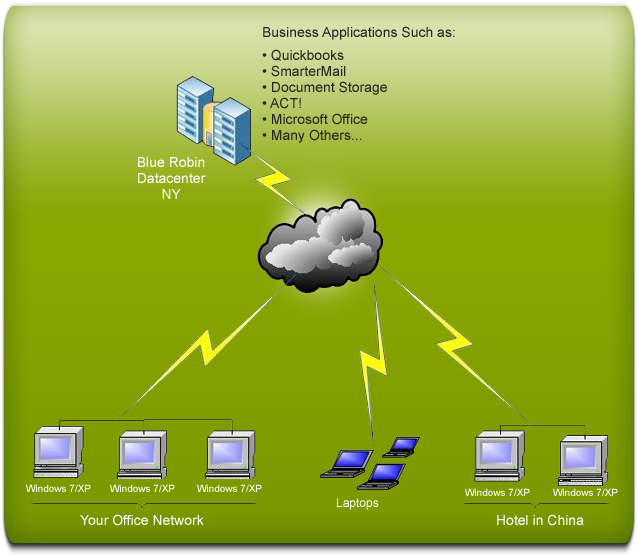 Business Applications Such as:
• Quickbooks
• SmarterMail
• Document Storage
• ACT!
• Microsoft Office
• Many Others...
Blue Robin
Datacenter
NY
Windows 7/XP
Windows 7/XP
Windows 7/XP
Your Office Network
Laptops
Windows 7/XP
Windows 7/XP
Hotel in China